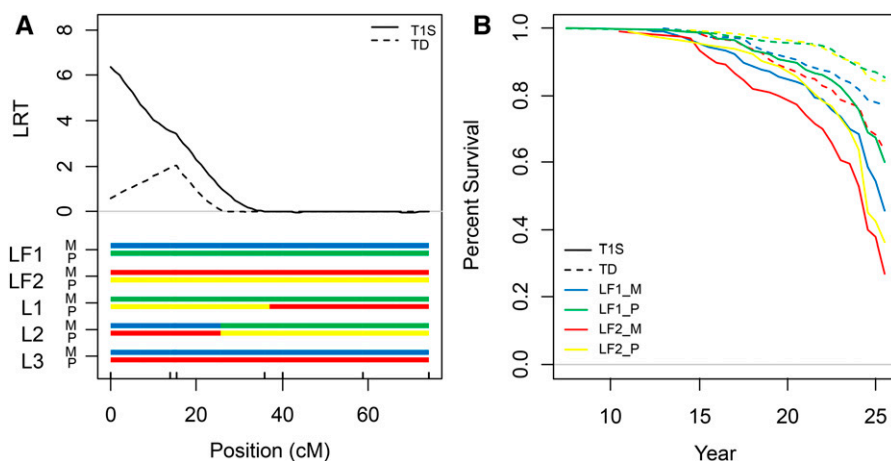 A
LRT
8
6
4
2
0
T1S
TD
LF1 M
P
LF2 M
P
L1 M
P
L2 M
P
L3 M
P
0 20 40 60
Position (cM)
B
Percent Survival
1.0
0.8
0.6
0.4
0.2
0.0
T1S
TD
LF1_M
LF1_P
LF2_M
LF2_P
10 15 20 25
Year